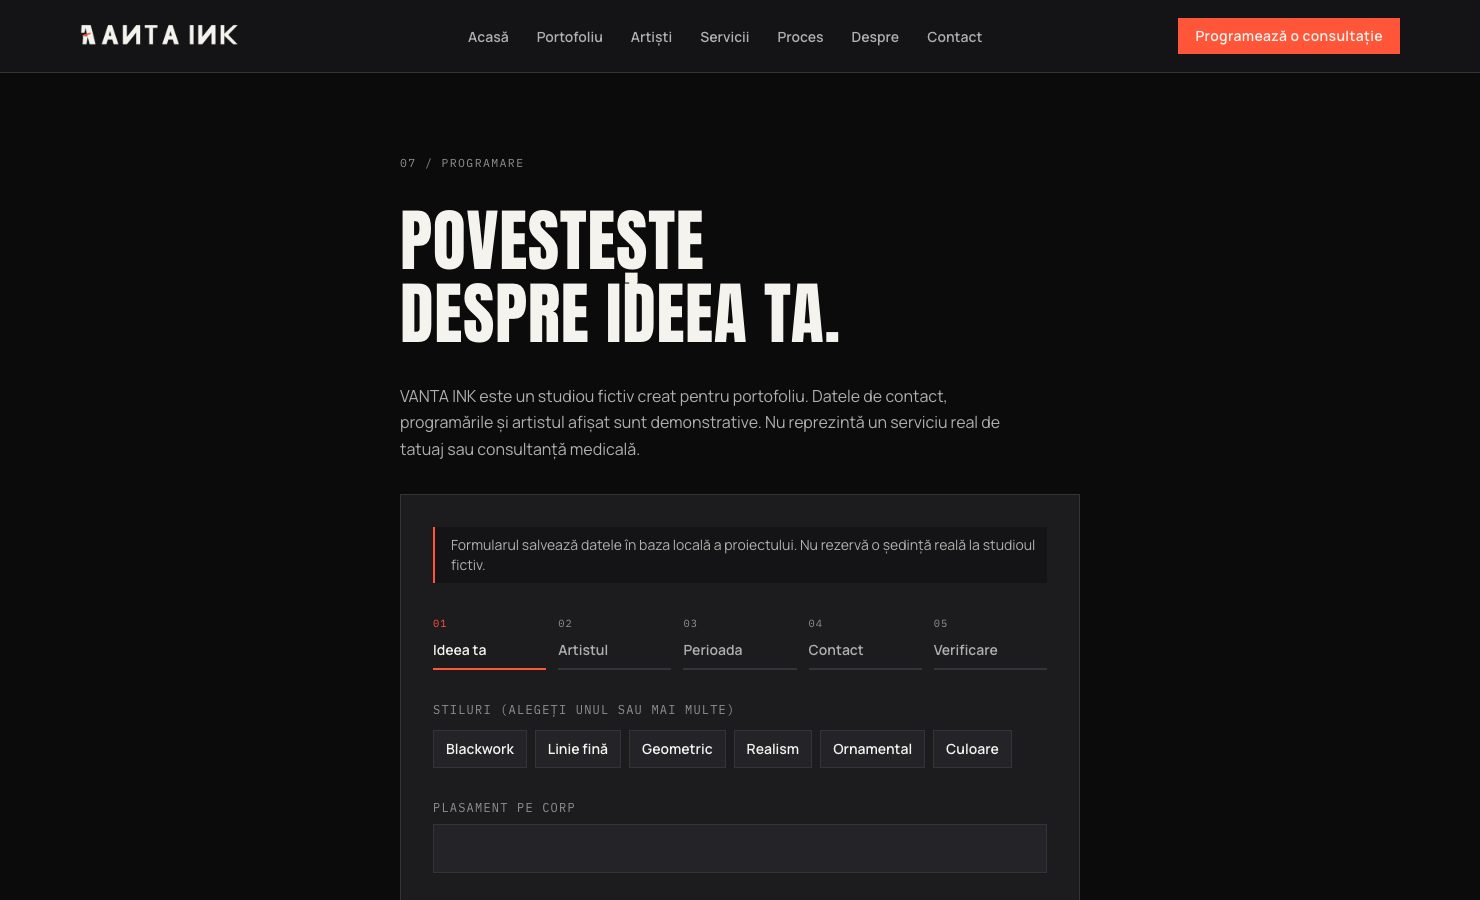 VANTA INK
Acasă
Portofoliu
Artiști
Servicii
Proces
Despre
Contact
Programează o consultație
07 / PROGRAMARE
POVESTEȘTE
DESPRE IDEEA TA.
VANTA INK este un studiou fictiv creat pentru portofoliu. Datele de contact,
programările și artistul afișat sunt demonstrative. Nu reprezintă un serviciu real de
tatuaj sau consultanță medicală.
Formularul salvează datele în baza locală a proiectului. Nu rezervă o ședință reală la studioul
fictiv.
01
Ideea ta
02
Artistul
03
Perioada
04
Contact
05
Verificare
STILURI (ALEGEȚI UNUL SAU MAI MULTE)
Blackwork
Linie fină
Geometric
Realism
Ornamental
Culoare
PLASAMENT PE CORP